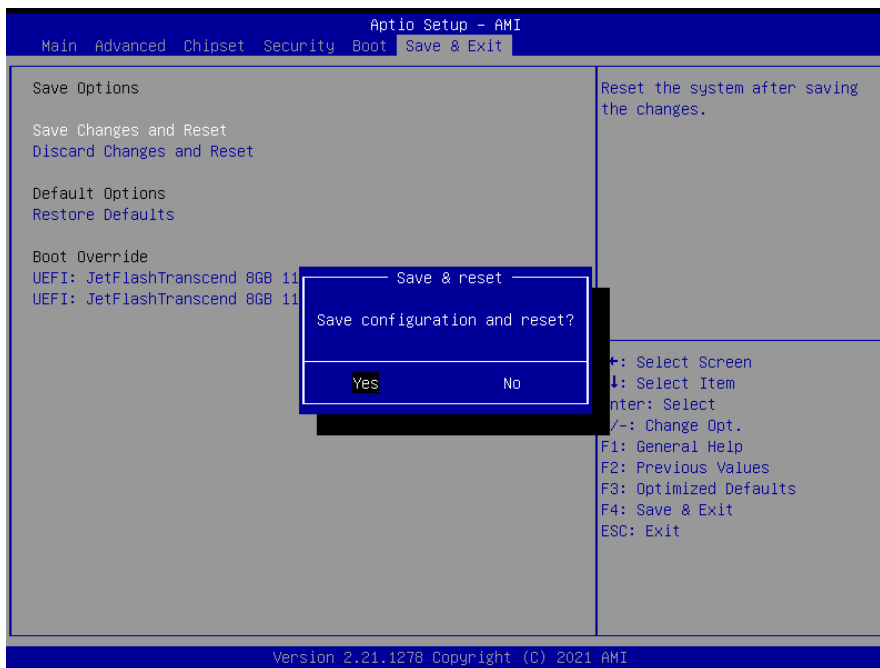 Aptio Setup – AMI
Main Advanced Chipset Security Boot Save & Exit
Save Options
Save Changes and Reset
Discard Changes and Reset
Default Options
Restore Defaults
Boot Override
UEFI: JetFlashTranscend 8GB 11
UEFI: JetFlashTranscend 8GB 11
Save & reset
Save configuration and reset?
Yes No
Reset the system after saving
the changes.
: Select Screen
: Select Item
nter: Select
/-: Change Opt.
F1: General Help
F2: Previous Values
F3: Optimized Defaults
F4: Save & Exit
ESC: Exit
Version 2.21.1278 Copyright (C) 2021 AMI